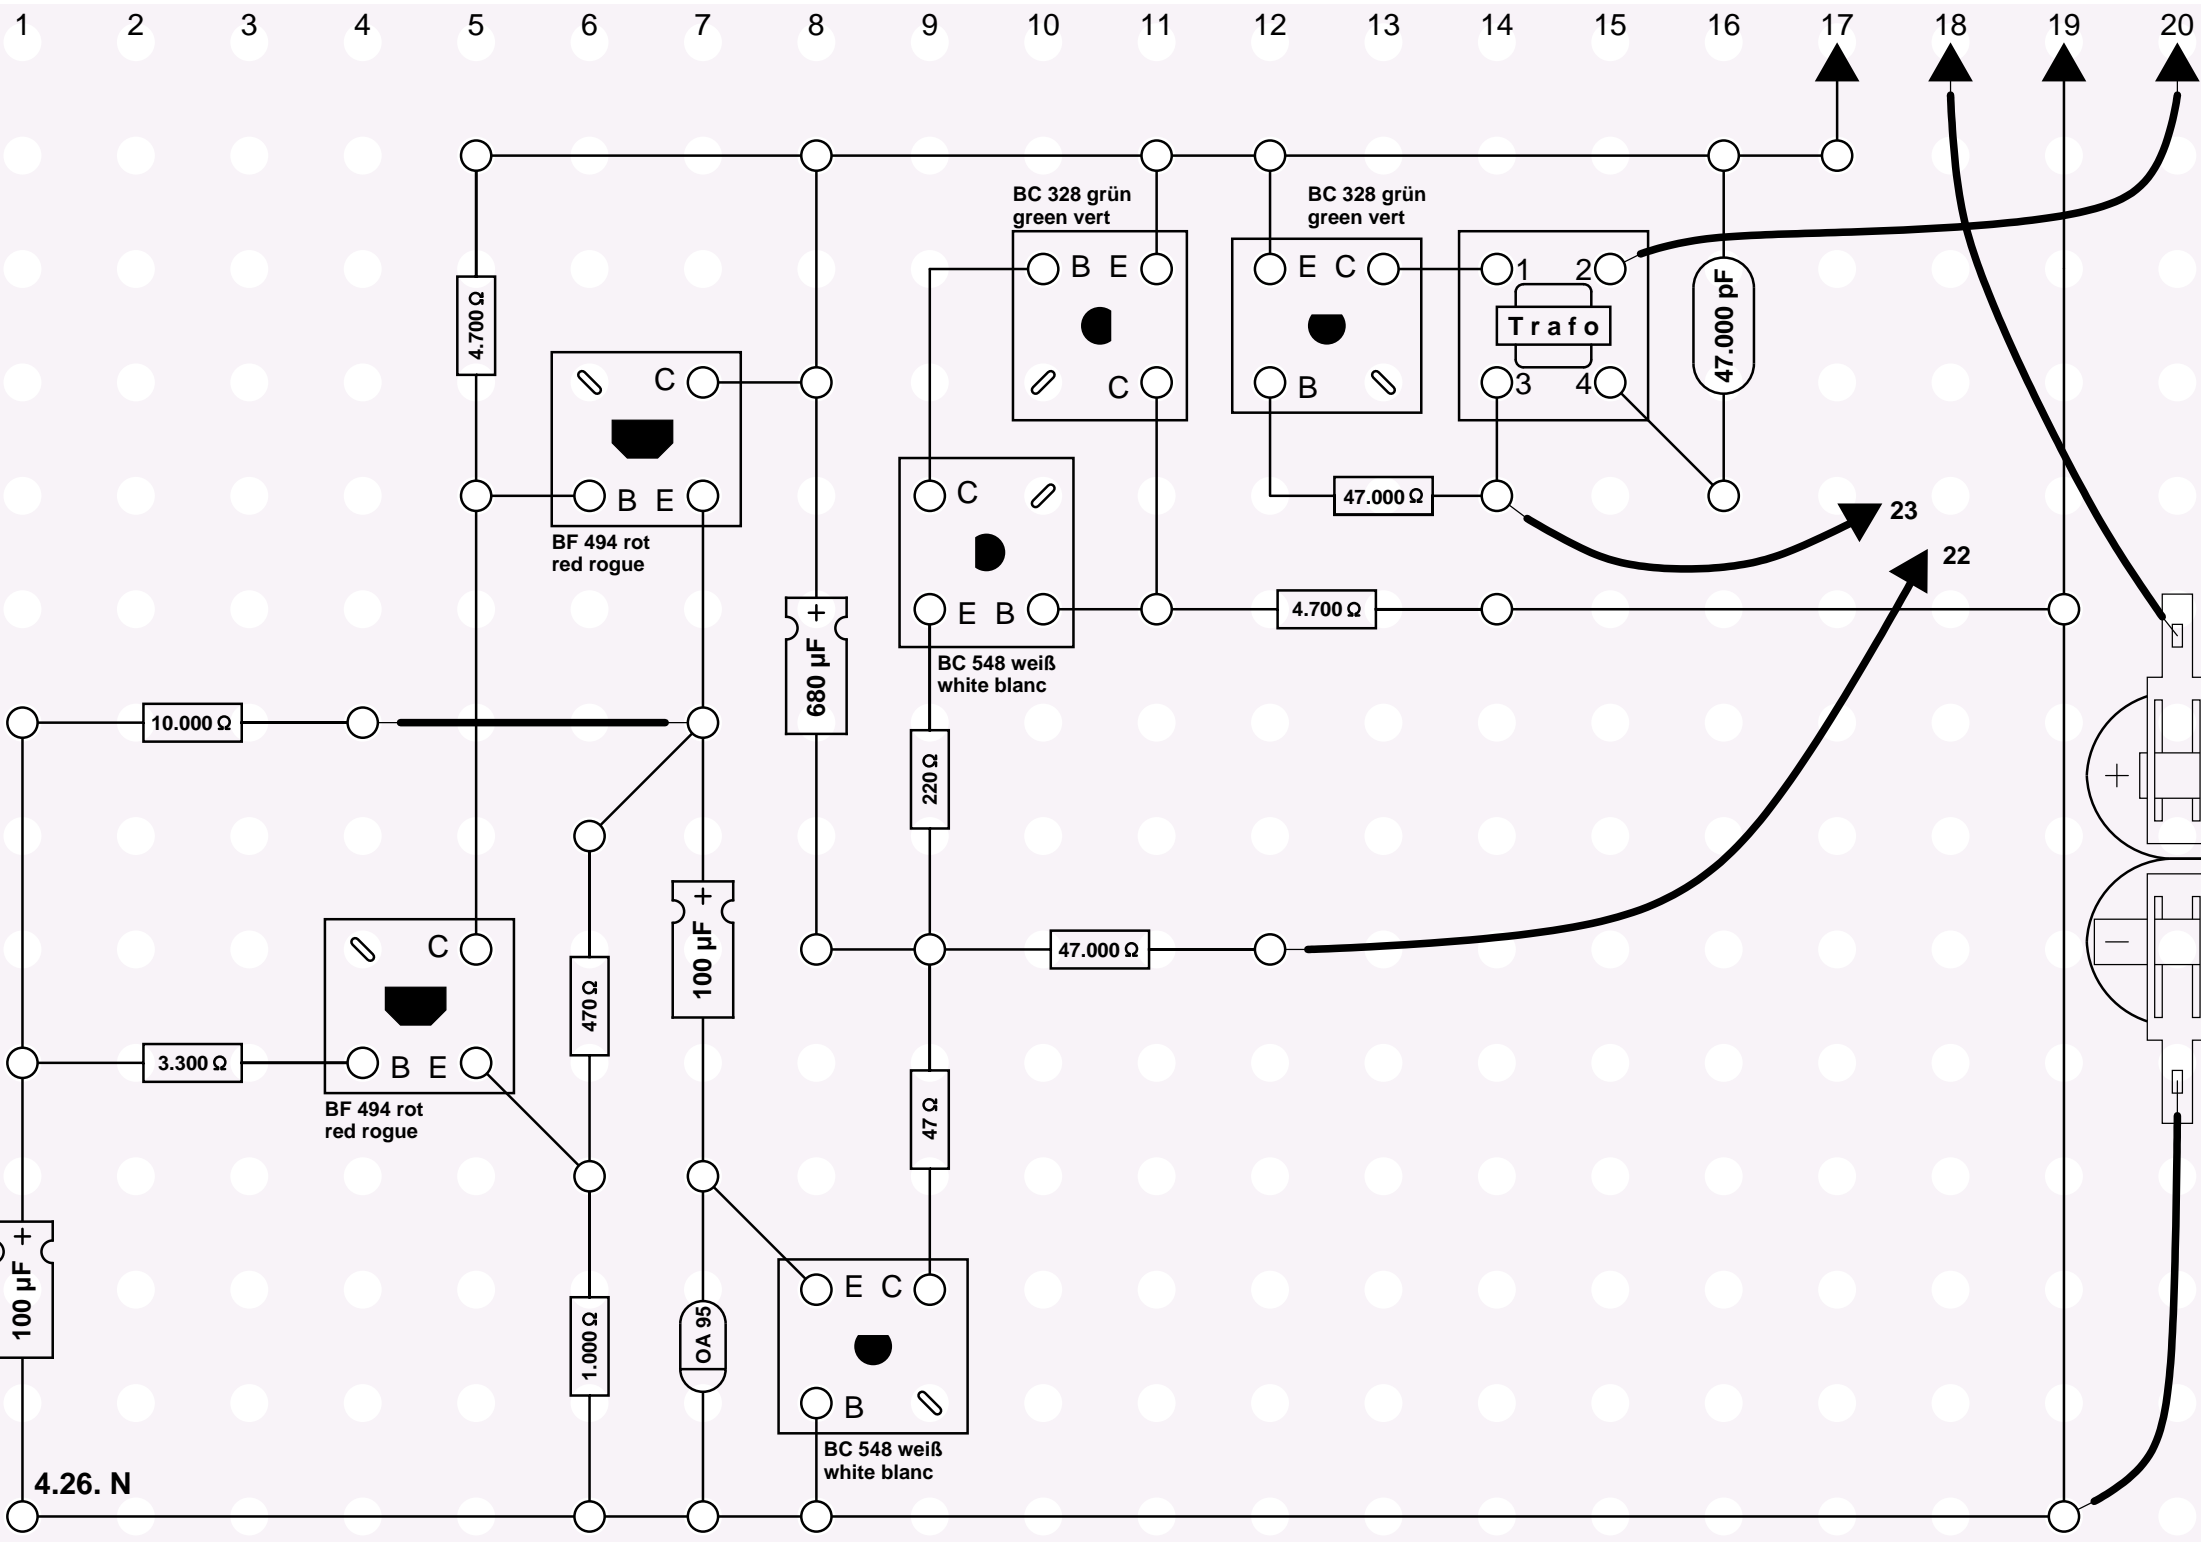 1 2 3 4 5 6 7 8 9 10 11 12 13 14 15 16 17 18 19 20
BC 328 grün
green vert
BC 328 grün
green vert
B E
C
E C
B
1 2
Trafo
3 4
47.000 pF
4.700 Ω
C
B E
BF 494 rot
red rogue
C
E B
BC 548 weiß
white blanc
47.000 Ω
23
22
4.700 Ω
+
680 µF
10.000 Ω
220 Ω
+
+
100 µF
470 Ω
C
B E
BF 494 rot
red rogue
47.000 Ω
−
3.300 Ω
47 Ω
+
100 µF
1.000 Ω
OA 95
E C
B
BC 548 weiß
white blanc
4.26. N